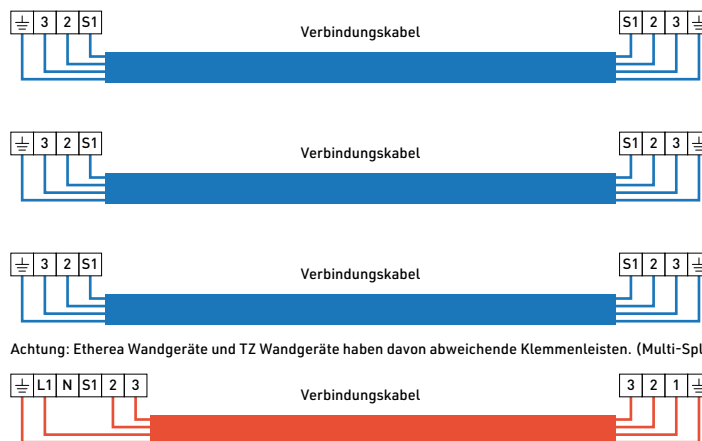 ⏚ 3 2 S1 Verbindungskabel S1 2 3 ⏚
⏚ 3 2 S1 Verbindungskabel S1 2 3 ⏚
⏚ 3 2 S1 Verbindungskabel S1 2 3 ⏚
Achtung: Etherea Wandgeräte und TZ Wandgeräte haben davon abweichende Klemmenleisten. (Multi-Spl
⏚ L1 N S1 2 3 Verbindungskabel 3 2 1 ⏚